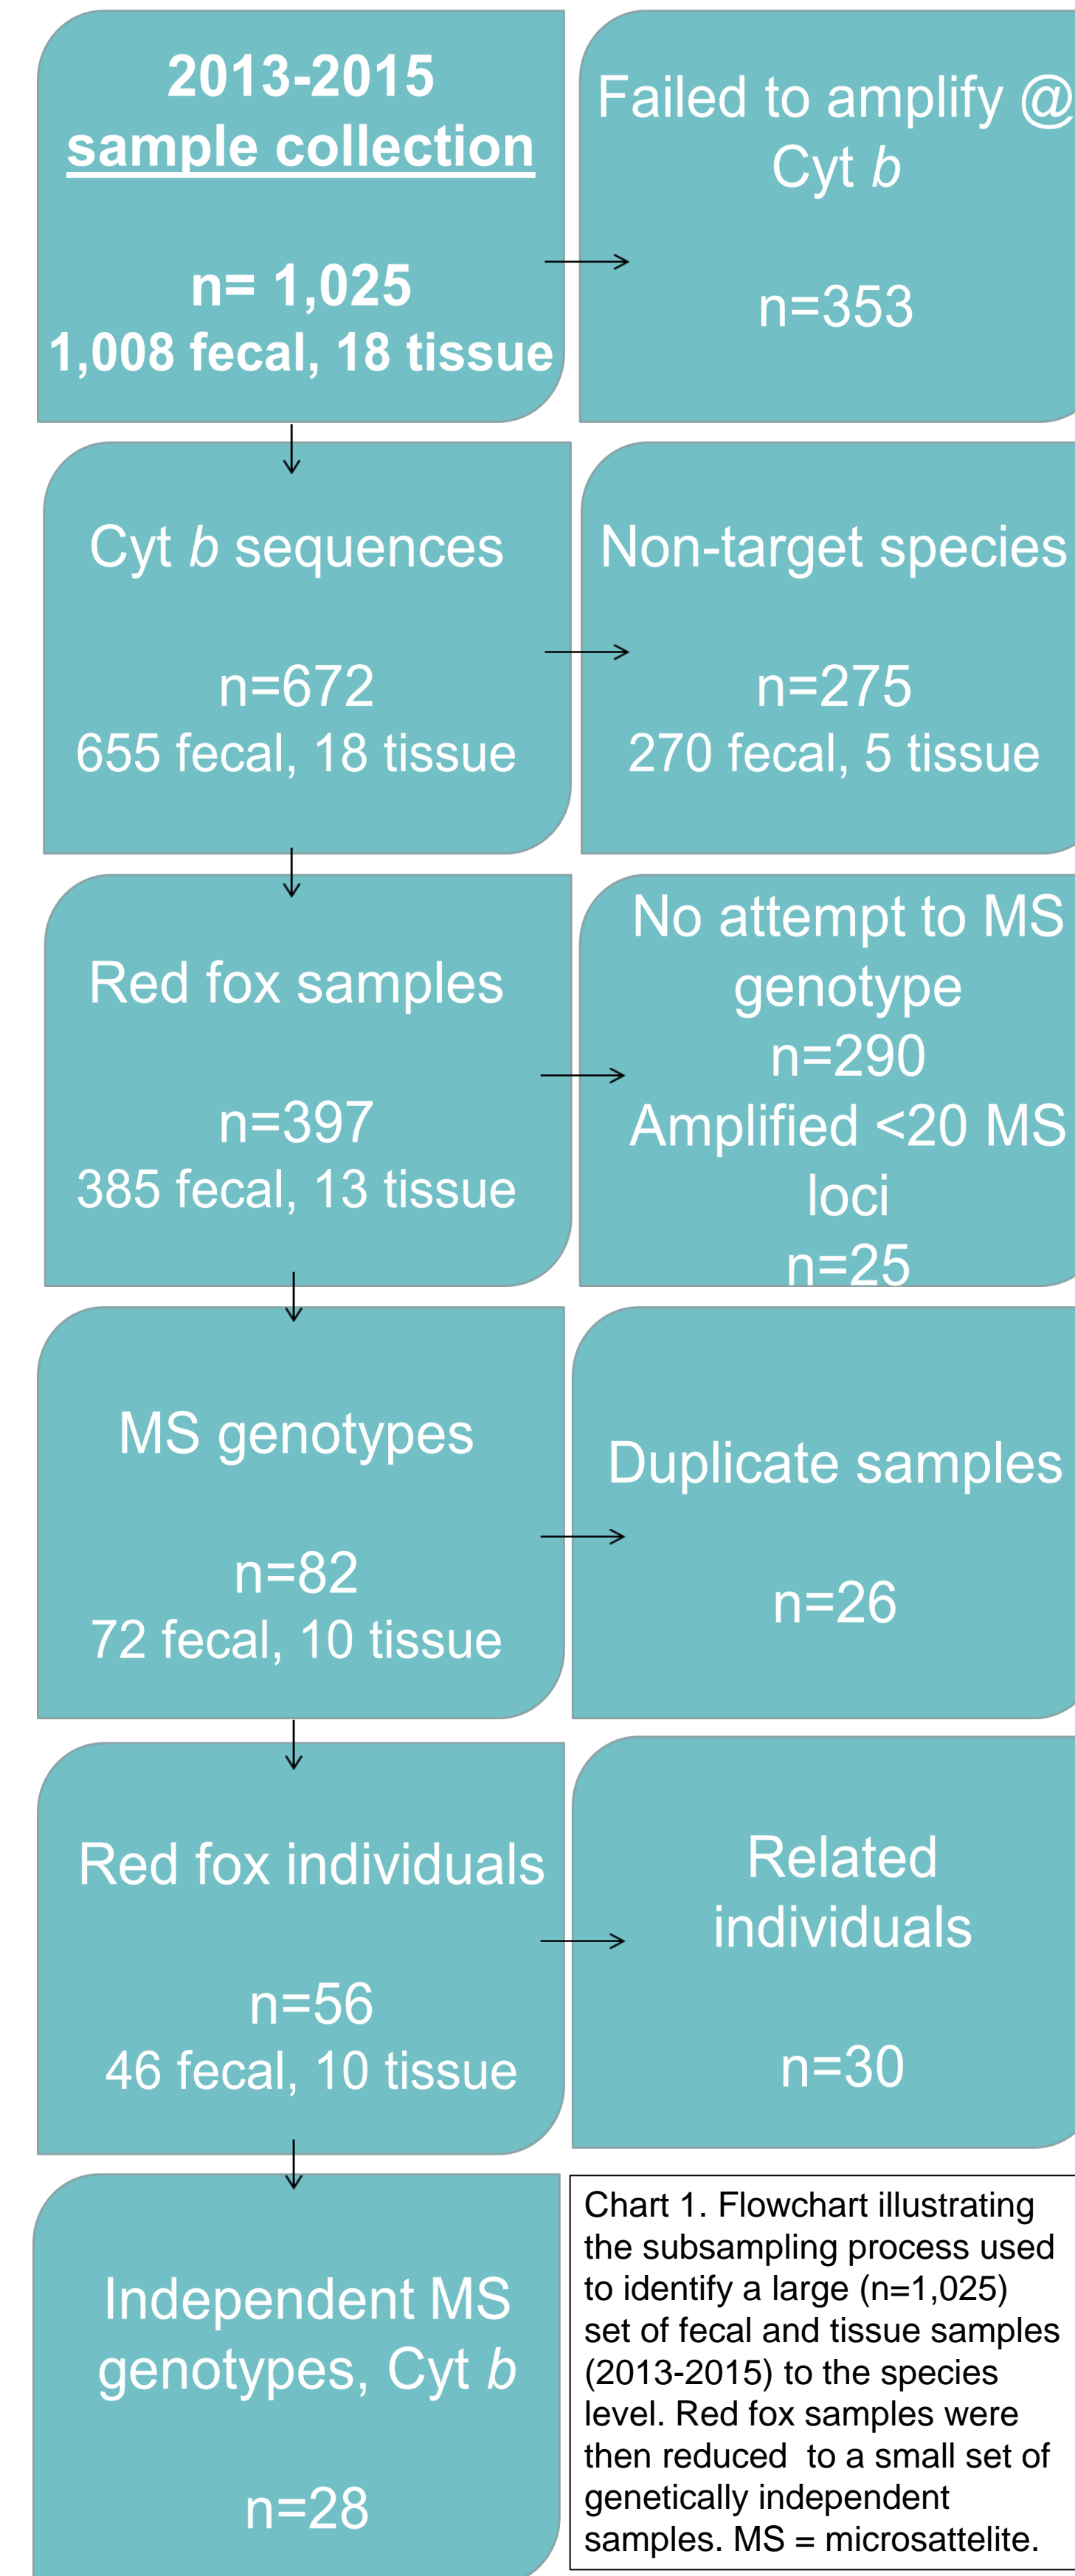 2013-2015
sample collection
n= 1,025
1,008 fecal, 18 tissue
Failed to amplify @
Cyt b
n=353
Cyt b sequences
n=672
655 fecal, 18 tissue
Non-target species
n=275
270 fecal, 5 tissue
Red fox samples
n=397
385 fecal, 13 tissue
No attempt to MS
genotype
n=290
Amplified <20 MS
loci
n=25
MS genotypes
n=82
72 fecal, 10 tissue
Duplicate samples
n=26
Red fox individuals
n=56
46 fecal, 10 tissue
Related
individuals
n=30
Independent MS
genotypes, Cyt b
n=28
Chart 1. Flowchart illustrating
the subsampling process used
to identify a large (n=1,025)
set of fecal and tissue samples
(2013-2015) to the species
level. Red fox samples were
then reduced  to a small set of
genetically independent
samples. MS = microsattelite.